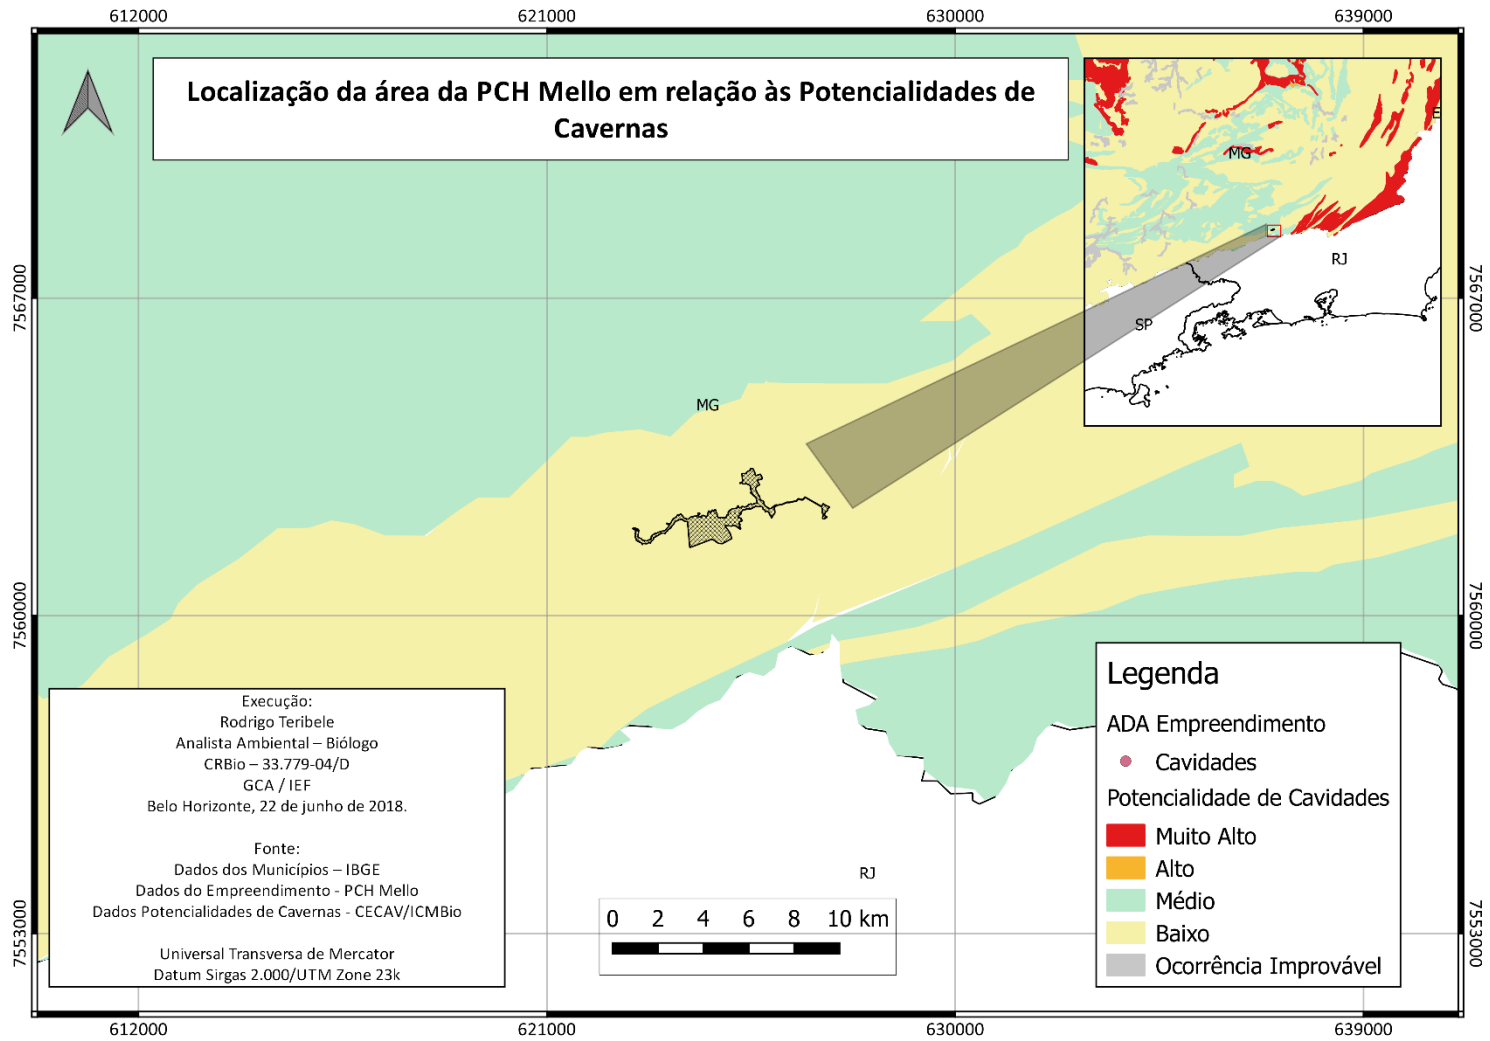 612000
621000
630000
639000
Localização da área da PCH Mello em relação às Potencialidades de
Cavernas
MG
E
RJ
SP
7567000
7567000
MG
7560000
7560000
Execução:
Rodrigo Teribele
Analista Ambiental – Biólogo
CRBio – 33.779-04/D
GCA / IEF
Belo Horizonte, 22 de junho de 2018.
Fonte:
Dados dos Municípios – IBGE
Dados do Empreendimento - PCH Mello
Dados Potencialidades de Cavernas - CECAV/ICMBio
Universal Transversa de Mercator
Datum Sirgas 2.000/UTM Zone 23k
RJ
0 2 4 6 8 10 km
Legenda
ADA Empreendimento
Cavidades
Potencialidade de Cavidades
Muito Alto
Alto
Médio
Baixo
Ocorrência Improvável
7553000
7553000
612000
621000
630000
639000